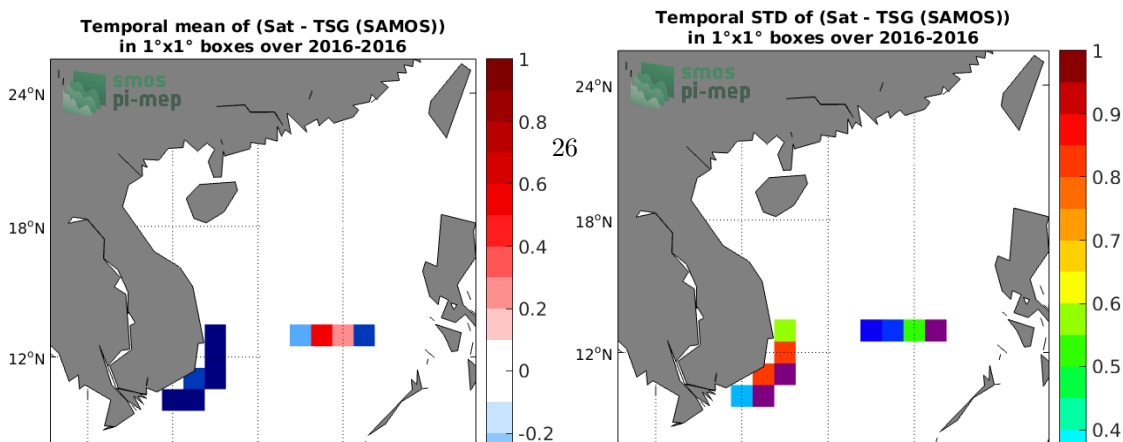 Temporal mean of (Sat - TSG (SAMOS))
in 1°x1° boxes over 2016-2016
smos
pi-mep
24°N
18°N
12°N
1
0.8
0.6
0.4
0.2
0
-0.2
26
Temporal STD of (Sat - TSG (SAMOS))
in 1°x1° boxes over 2016-2016
smos
pi-mep
24°N
18°N
12°N
1
0.9
0.8
0.7
0.6
0.5
0.4